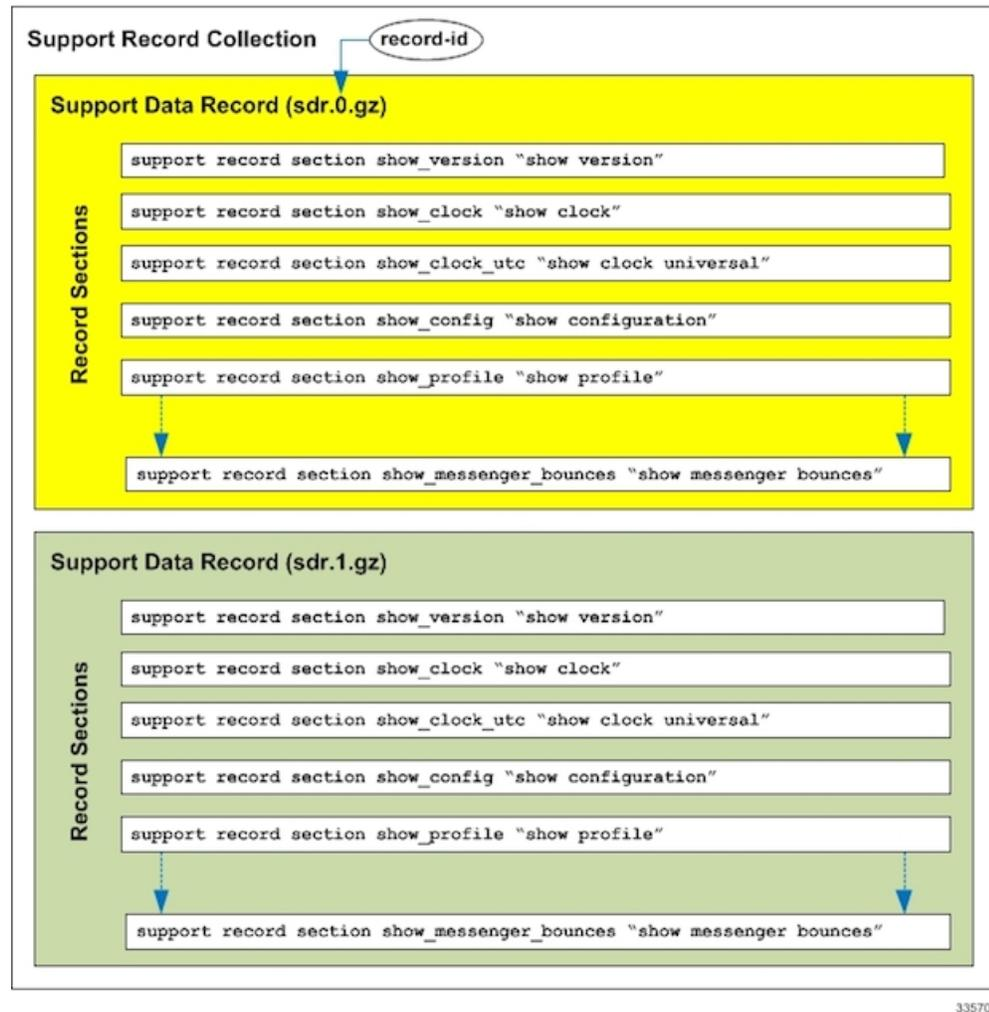 Support Record Collection
record-id
Support Data Record (sdr.0.gz)
Record Sections
support record section show_version “show version”
support record section show_clock “show clock”
support record section show_clock_utc “show clock universal”
support record section show_config “show configuration”
support record section show_profile “show profile”
support record section show_messenger_bounces “show messenger bounces”
Support Data Record (sdr.1.gz)
Record Sections
support record section show_version “show version”
support record section show_clock “show clock”
support record section show_clock_utc “show clock universal”
support record section show_config “show configuration”
support record section show_profile “show profile”
support record section show_messenger_bounces “show messenger bounces”